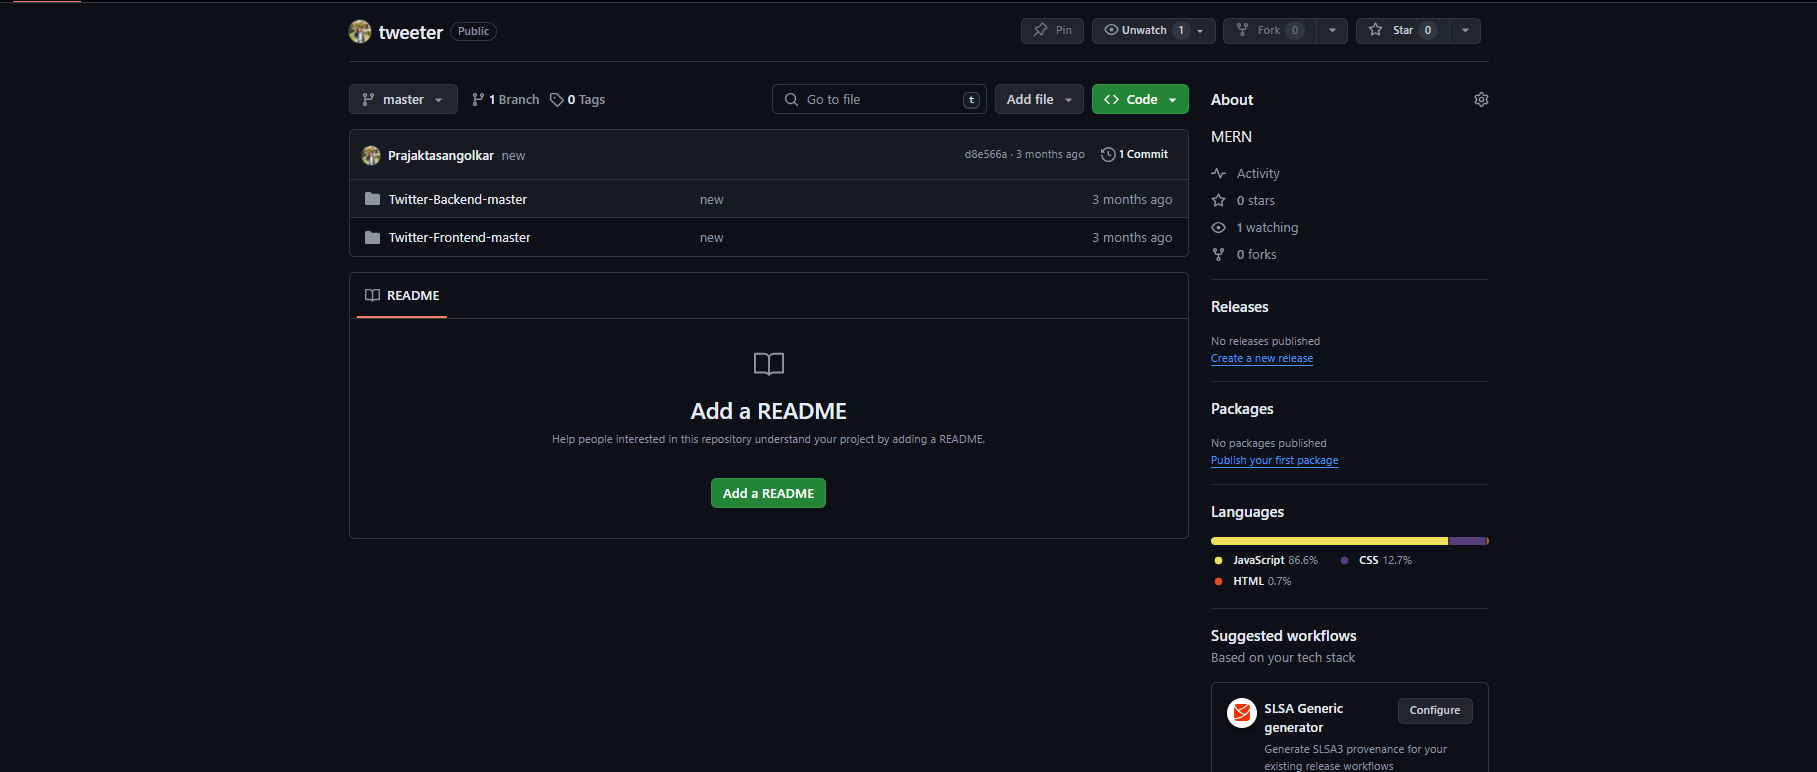 tweeter Public Pin Unwatch 1 Fork 0 Star 0
master 1 Branch 0 Tags Go to file t Add file Code
Prajaktasangolkar new d8e566a · 3 months ago 1 Commit
Twitter-Backend-master new 3 months ago
Twitter-Frontend-master new 3 months ago
README
Add a README
Help people interested in this repository understand your project by adding a README.
Add a README
About
MERN
Activity
0 stars
1 watching
0 forks
Releases
No releases published
Create a new release
Packages
No packages published
Publish your first package
Languages
JavaScript 86.6% CSS 12.7%
HTML 0.7%
Suggested workflows
Based on your tech stack
SLSA Generic
generator
Configure
Generate SLSA3 provenance for your
existing release workflows